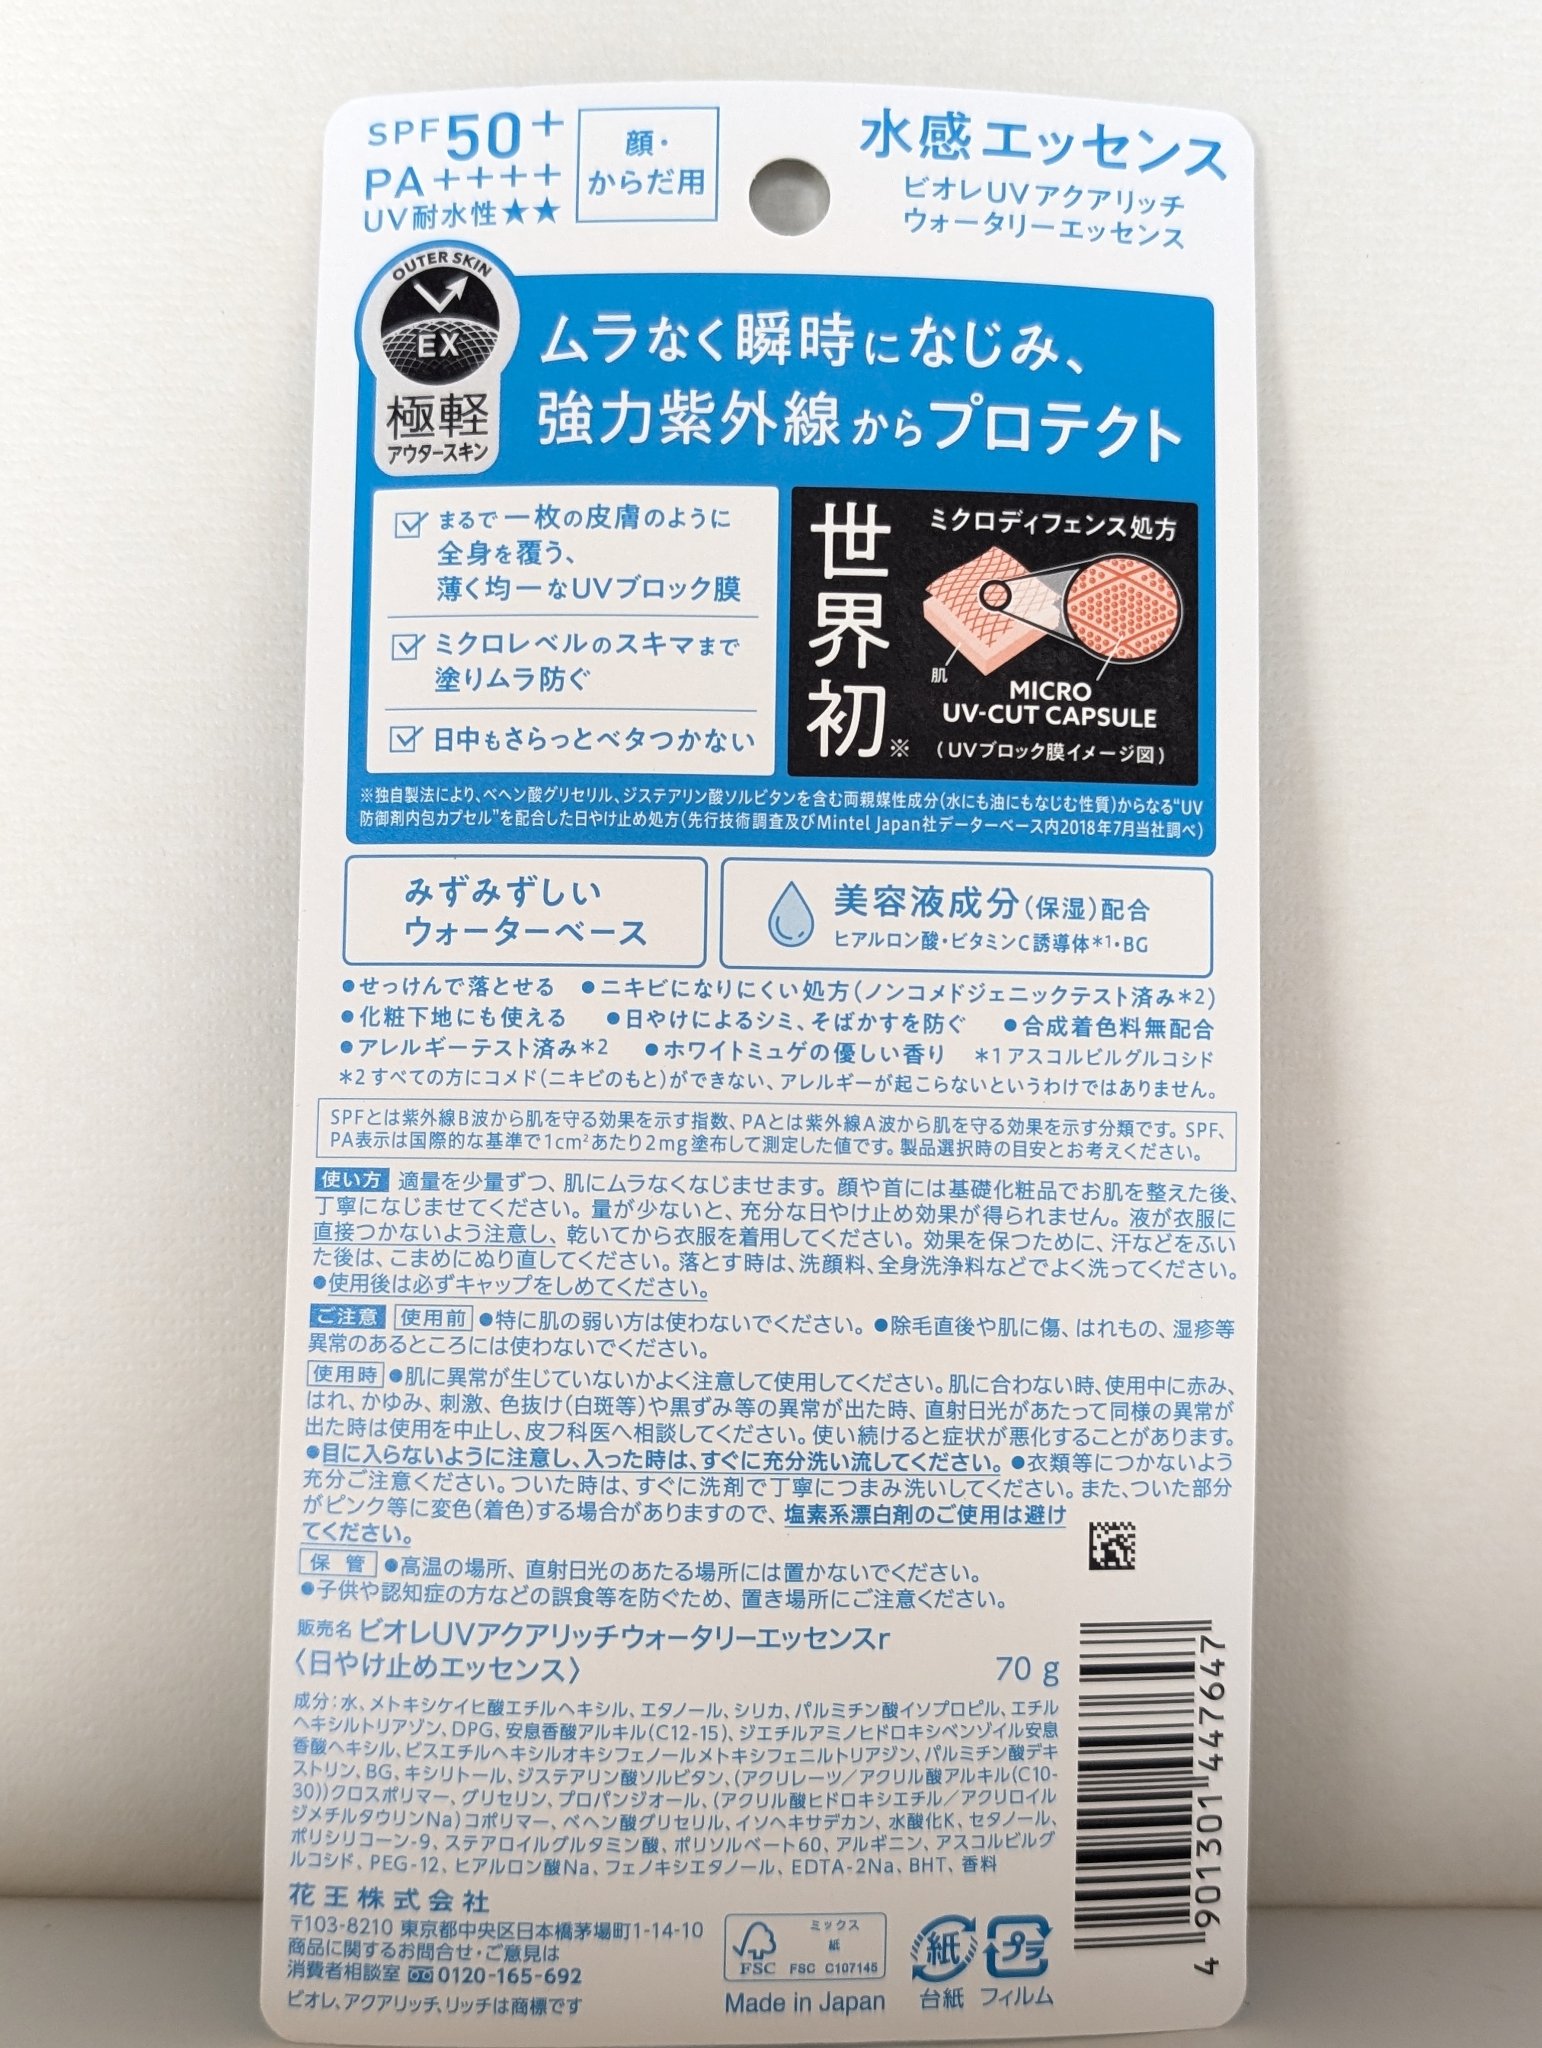 SPF50+
PA++++
UV耐水性★★
顔・
からだ用
水感エッセンス
ビオレUVアクアリッチ
ウォータリーエッセンス
OUTER SKIN
EX
極軽
アウタースキン
ムラなく瞬時になじみ、
強力紫外線からプロテクト
まるで一枚の皮膚のように
全身を覆う、
薄く均一なUVブロック膜
ミクロレベルのスキマまで
塗りムラ防ぐ
日中もさらっとベタつかない
世界初※
ミクロディフェンス処方
肌
MICRO
UV-CUT CAPSULE
(UVブロック膜イメージ図)
※独自製法により、ベヘン酸グリセリル、ジステアリン酸ソルビタンを含む両親媒性成分(水にも油にもなじむ性質)からなる“UV
防御剤内包カプセル”を配合した日やけ止め処方(先行技術調査及びMintel Japan社データーベース内2018年7月当社調べ)
みずみずしい
ウォーターベース
美容液成分(保湿)配合
ヒアルロン酸・ビタミンC誘導体*1・BG
●せっけんで落とせる ●ニキビになりにくい処方(ノンコメドジェニックテスト済み*2)
●化粧下地にも使える ●日やけによるシミ、そばかすを防ぐ ●合成着色料無配合
●アレルギーテスト済み*2 ●ホワイトミュゲの優しい香り *1 アスコルビルグルコシド
*2 すべての方にコメド(ニキビのもと)ができない、アレルギーが起こらないというわけではありません。
SPFとは紫外線B波から肌を守る効果を示す指数、PAとは紫外線A波から肌を守る効果を示す分類です。SPF、
PA表示は国際的な基準で1cm²あたり2mg塗布して測定した値です。製品選択時の目安とお考えください。
使い方 適量を少量ずつ、肌にムラなくなじませます。顔や首には基礎化粧品でお肌を整えた後、
丁寧になじませてください。量が少ないと、充分な日やけ止め効果が得られません。液が衣服に
直接つかないよう注意し、乾いてから衣服を着用してください。効果を保つために、汗などをふい
た後は、こまめにぬり直してください。落とす時は、洗顔料、全身洗浄料などでよく洗ってください。
●使用後は必ずキャップをしめてください。
ご注意 使用前 ●特に肌の弱い方は使わないでください。●除毛直後や肌に傷、はれもの、湿疹等
異常のあるところには使わないでください。
使用時 ●肌に異常が生じていないかよく注意して使用してください。肌に合わない時、使用中に赤み、
はれ、かゆみ、刺激、色抜け(白斑等)や黒ずみ等の異常が出た時、直射日光があたって同様の異常が
出た時は使用を中止し、皮フ科医へ相談してください。使い続けると症状が悪化することがあります。
●目に入らないように注意し、入った時は、すぐに充分洗い流してください。●衣類等につかないよう
充分ご注意ください。ついた時は、すぐに洗剤で丁寧につまみ洗いしてください。また、ついた部分
がピンク等に変色(着色)する場合がありますので、塩素系漂白剤のご使用は避け
てください。
保管 ●高温の場所、直射日光のあたる場所には置かないでください。
●子供や認知症の方などの誤食等を防ぐため、置き場所にご注意ください。
販売名 ビオレUVアクアリッチウォータリーエッセンスr
〈日やけ止めエッセンス〉 70g
成分:水、メトキシケイヒ酸エチルヘキシル、エタノール、シリカ、パルミチン酸イソプロピル、エチル
ヘキシルトリアゾン、DPG、安息香酸アルキル(C12-15)、ジエチルアミノヒドロキシベンゾイル安息
香酸ヘキシル、ビスエチルヘキシルオキシフェノールメトキシフェニルトリアジン、パルミチン酸デキ
ストリン、BG、キシリトール、ジステアリン酸ソルビタン、(アクリレーツ/アクリル酸アルキル(C10-
30))クロスポリマー、グリセリン、プロパンジオール、(アクリル酸ヒドロキシエチル/アクリロイル
ジメチルタウリンNa)コポリマー、ベヘン酸グリセリル、イソヘキサデカン、水酸化K、セタノール、
ポリシリコーン-9、ステアロイルグルタミン酸、ポリソルベート60、アルギニン、アスコルビルグ
ルコシド、PEG-12、ヒアルロン酸Na、フェノキシエタノール、EDTA-2Na、BHT、香料
花王株式会社
〒103-8210 東京都中央区日本橋茅場町1-14-10
商品に関するお問合せ・ご意見は
消費者相談室 0120-165-692
ビオレ、アクアリッチ、リッチは商標です
FSC
ミックス
紙
FSC C107145
Made in Japan
紙
台紙
プラ
フィルム
4 901301 447647